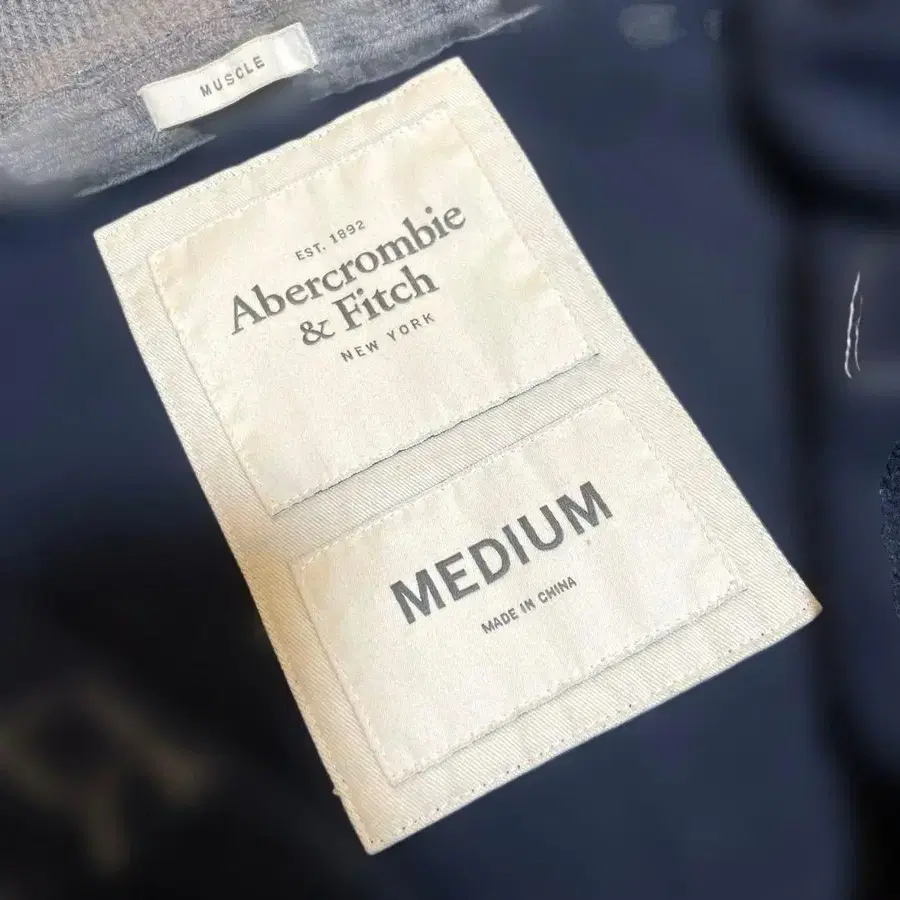 MUSCLE
EST. 1892
Abercrombie
& Fitch
NEW YORK
MEDIUM
MADE IN CHINA